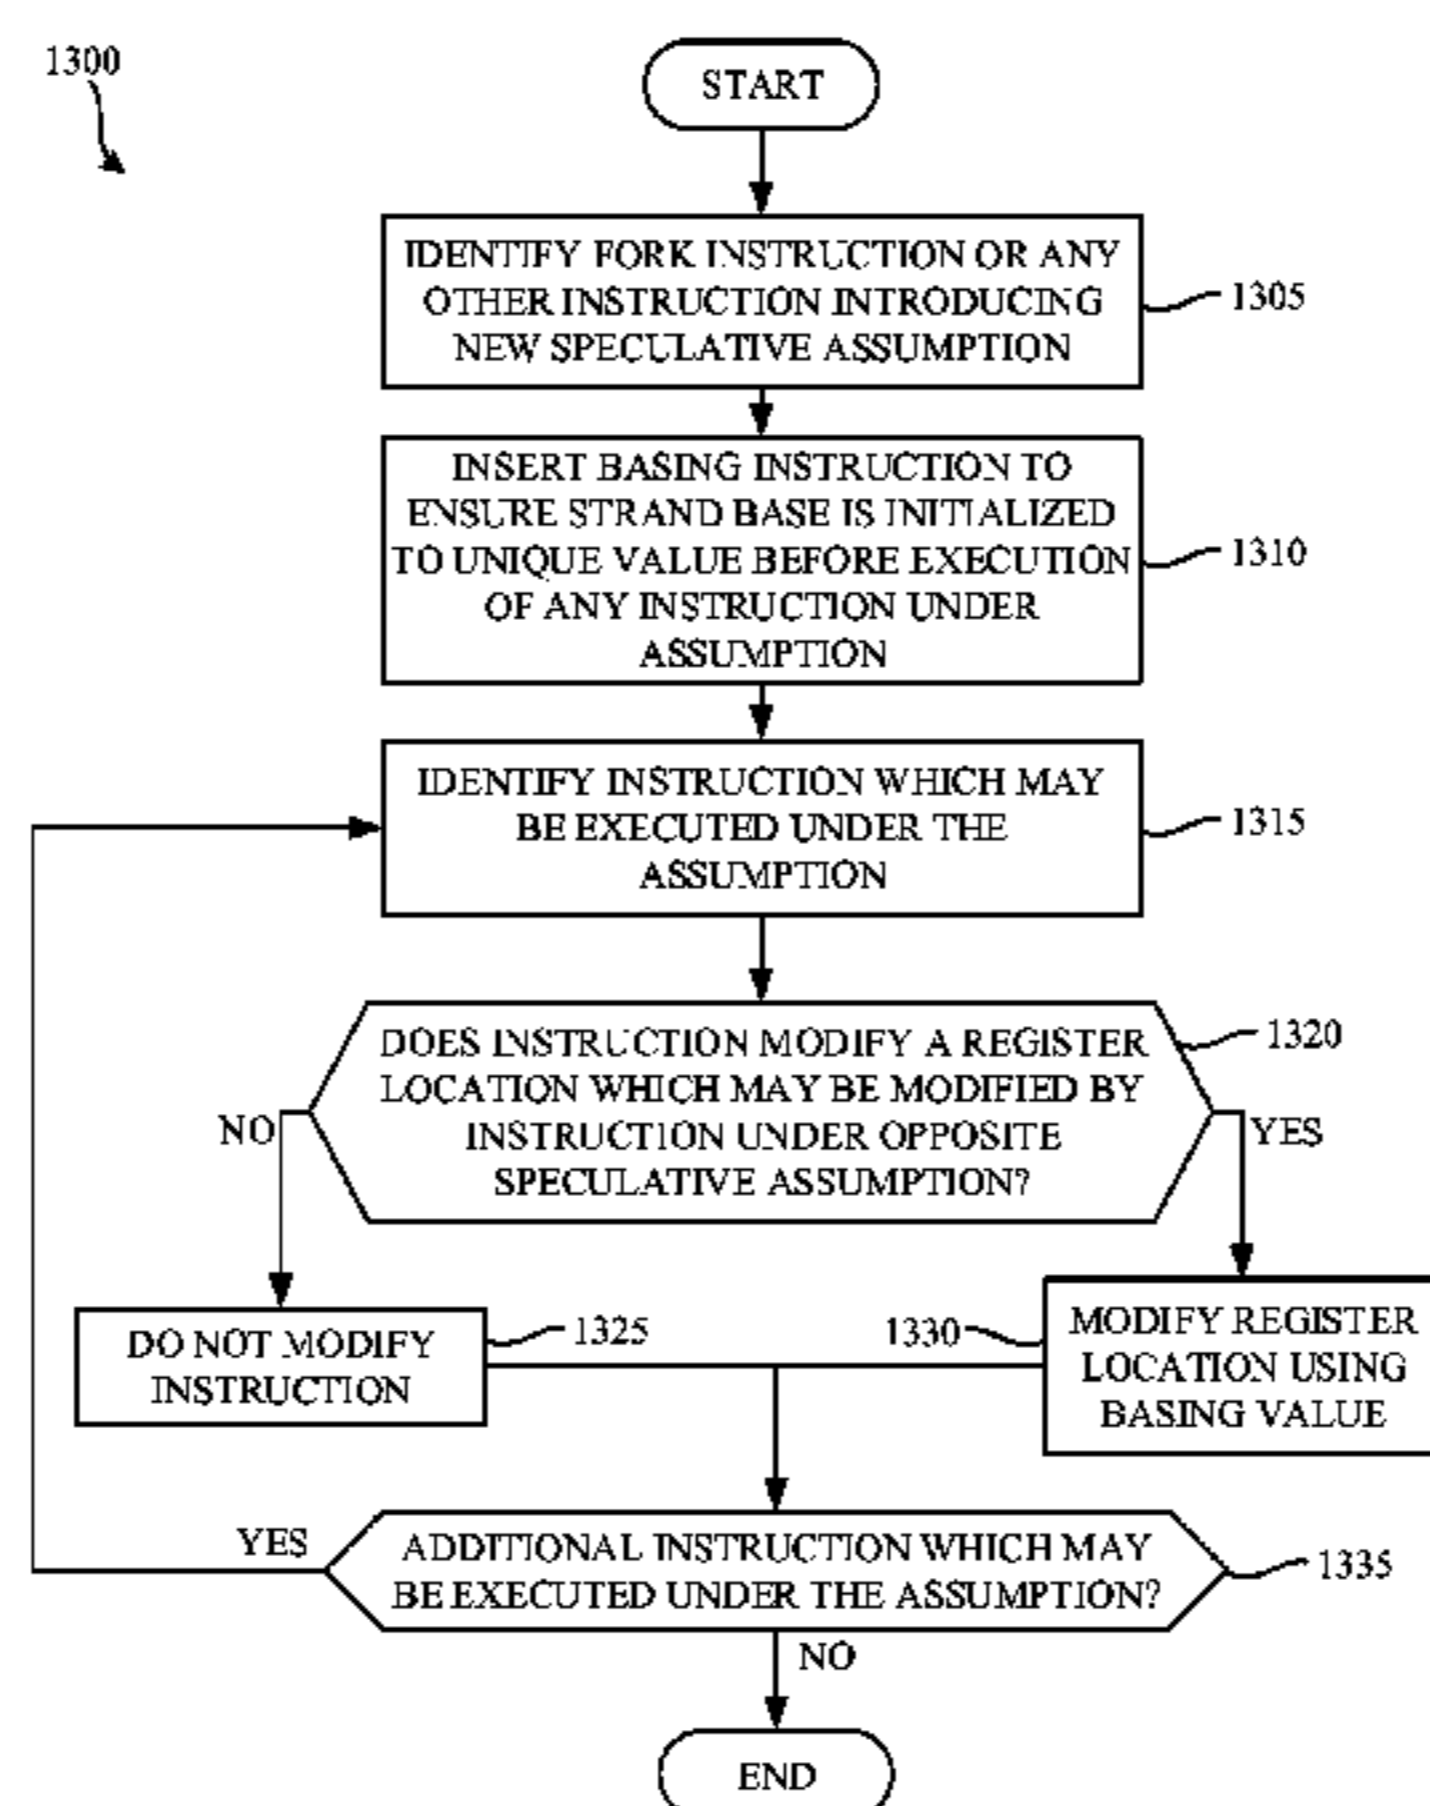 1300
START
IDENTIFY FORK INSTRUCTION OR ANY
OTHER INSTRUCTION INTRODUCING
NEW SPECULATIVE ASSUMPTION
1305
INSERT BASING INSTRUCTION TO
ENSURE STRAND BASE IS INITIALIZED
TO UNIQUE VALUE BEFORE EXECUTION
OF ANY INSTRUCTION UNDER
ASSUMPTION
1310
IDENTIFY INSTRUCTION WHICH MAY
BE EXECUTED UNDER THE
ASSUMPTION
1315
DOES INSTRUCTION MODIFY A REGISTER
LOCATION WHICH MAY BE MODIFIED BY
INSTRUCTION UNDER OPPOSITE
SPECULATIVE ASSUMPTION?
1320
NO
YES
DO NOT MODIFY
INSTRUCTION
1325
1330
MODIFY REGISTER
LOCATION USING
BASING VALUE
YES
ADDITIONAL INSTRUCTION WHICH MAY
BE EXECUTED UNDER THE ASSUMPTION?
1335
NO
END